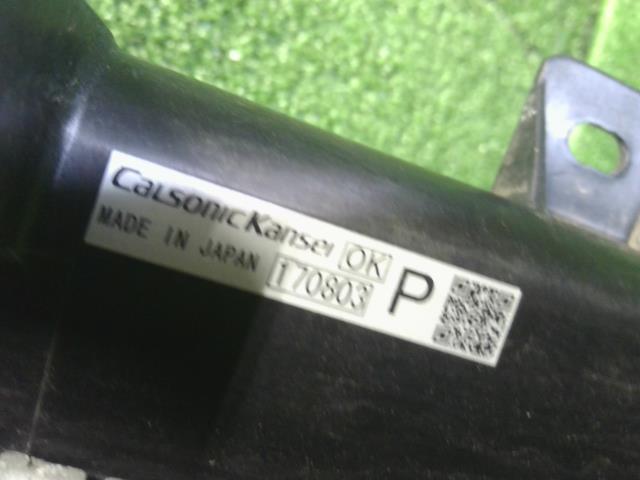 CalsonicKansei OK
MADE IN JAPAN 170803 P